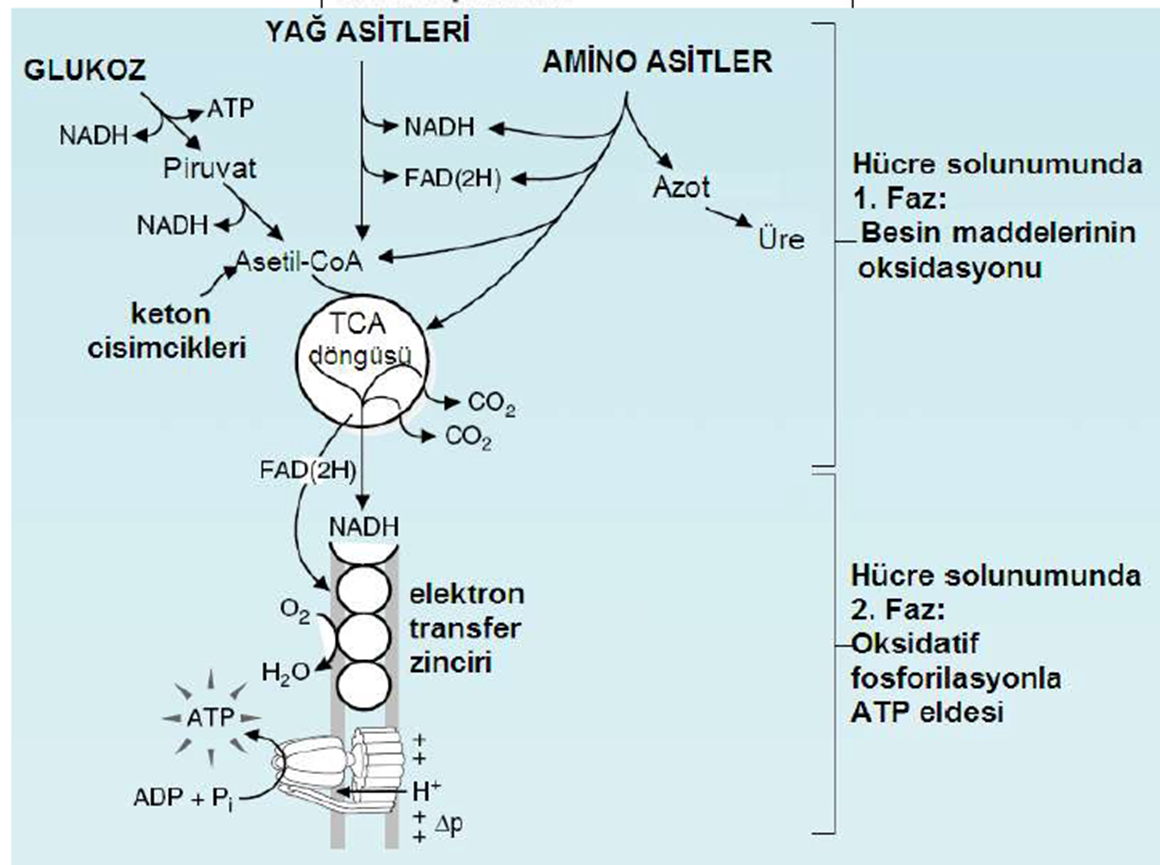 YAĞ ASİTLERİ
GLUKOZ
AMİNO ASİTLER
ATP
NADH
NADH
Piruvat
FAD(2H)
Azot
NADH
Üre
Asetil-CoA
keton
cisimcikleri
TCA
döngüsü
CO₂
CO₂
FAD(2H)
NADH
elektron
transfer
zinciri
O₂
H₂O
ATP
ADP + Pᵢ
+
+
H⁺
+ Δp
+
Hücre solunumunda
1. Faz:
Besin maddelerinin
oksidasyonu
Hücre solunumunda
2. Faz:
Oksidatif
fosforilasyonla
ATP eldesi